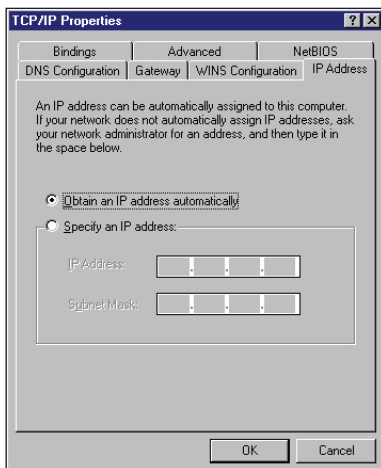 TCP/IP Properties
Bindings Advanced NetBIOS
DNS Configuration Gateway WINS Configuration IP Address
An IP address can be automatically assigned to this computer.
If your network does not automatically assign IP addresses, ask
your network administrator for an address, and then type it in
the space below.
Obtain an IP address automatically
Specify an IP address:
IP Address:
Subnet Mask:
OK Cancel